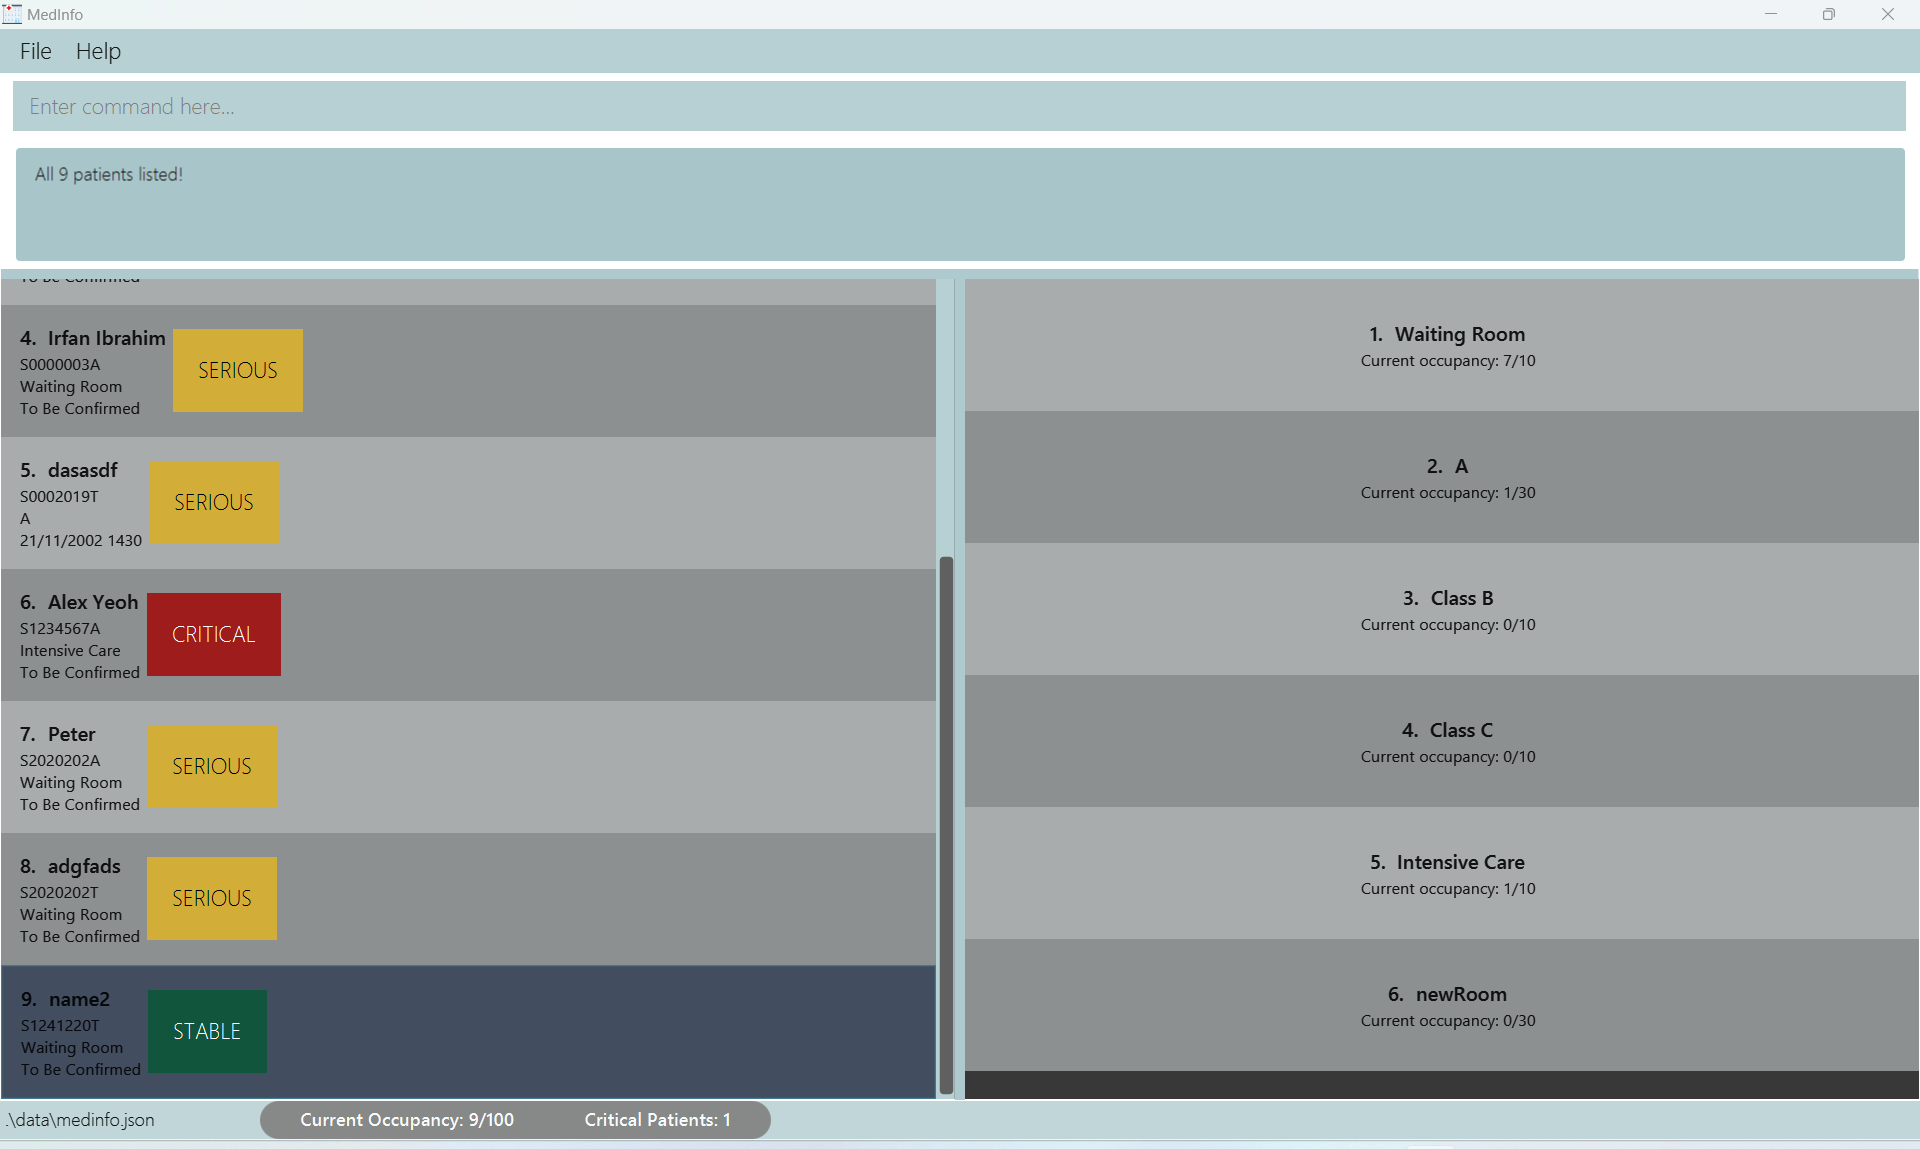 MedInfo
File Help
Enter command here...
All 9 patients listed!
To Be Confirmed
4. Irfan Ibrahim
S0000003A
Waiting Room
To Be Confirmed
SERIOUS
5. dasasdf
S0002019T
A
21/11/2002 1430
SERIOUS
6. Alex Yeoh
S1234567A
Intensive Care
To Be Confirmed
CRITICAL
7. Peter
S2020202A
Waiting Room
To Be Confirmed
SERIOUS
8. adgfads
S2020202T
Waiting Room
To Be Confirmed
SERIOUS
9. name2
S1241220T
Waiting Room
To Be Confirmed
STABLE
1. Waiting Room
Current occupancy: 7/10
2. A
Current occupancy: 1/30
3. Class B
Current occupancy: 0/10
4. Class C
Current occupancy: 0/10
5. Intensive Care
Current occupancy: 1/10
6. newRoom
Current occupancy: 0/30
.\data\medinfo.json
Current Occupancy: 9/100
Critical Patients: 1